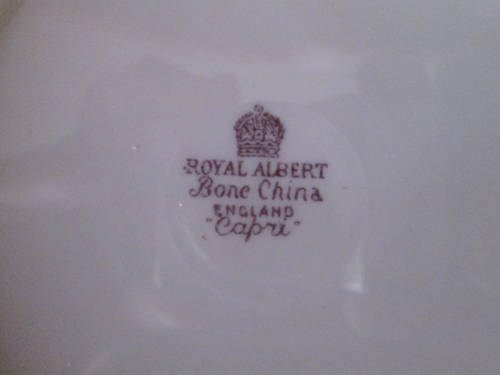 ROYAL ALBERT
Bone China
ENGLAND
"Capri"